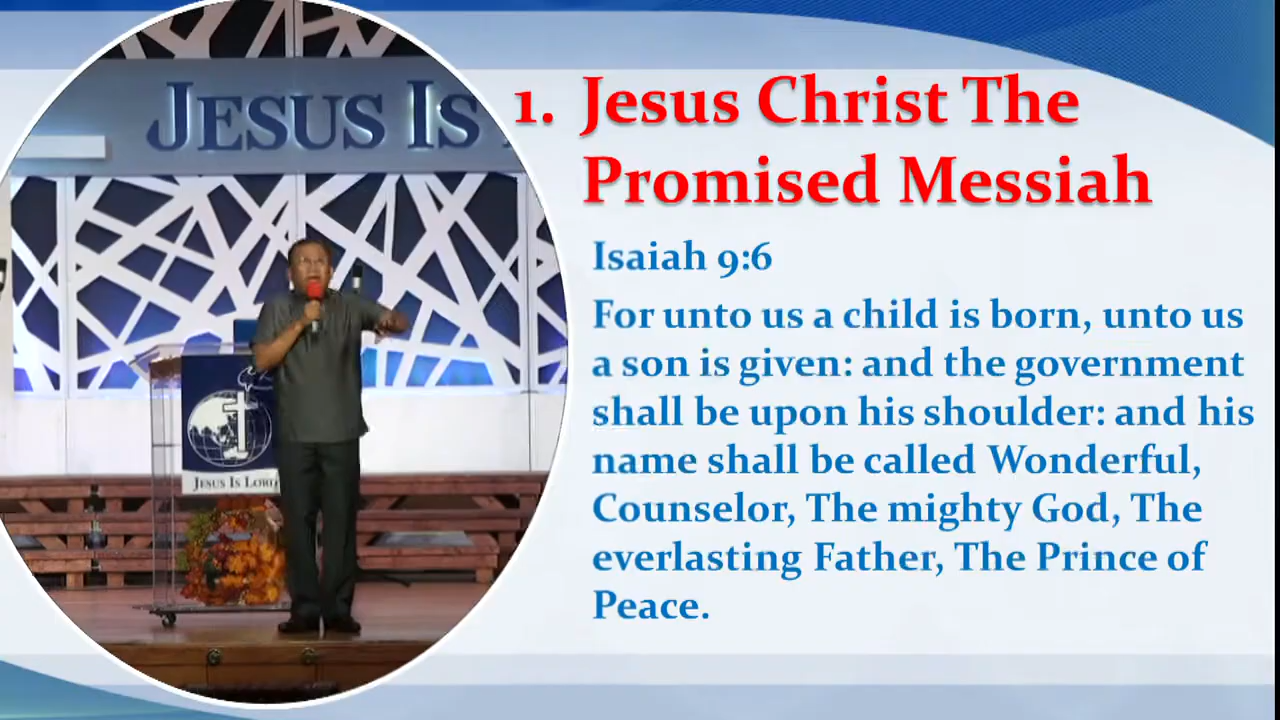 JESUS IS
1. Jesus Christ The
Promised Messiah
Isaiah 9:6
For unto us a child is born, unto us
a son is given: and the government
shall be upon his shoulder: and his
name shall be called Wonderful,
Counselor, The mighty God, The
everlasting Father, The Prince of
Peace.
JESUS IS LORD